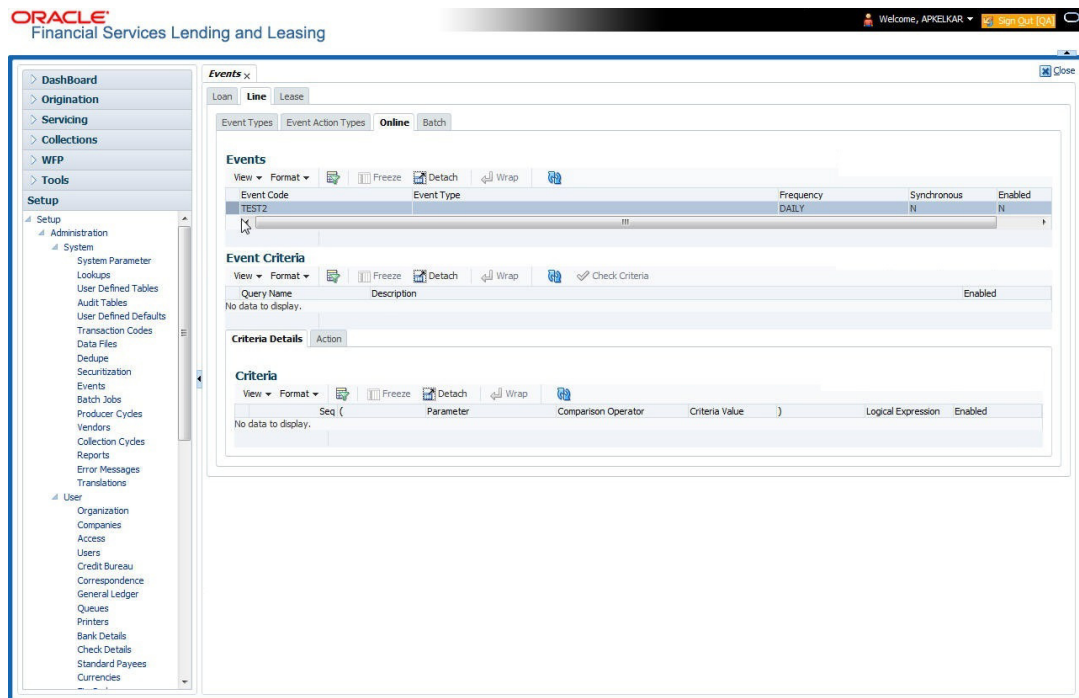 ORACLE®
Financial Services Lending and Leasing
Welcome, APKELKAR
Sign Out [QA]
DashBoard
Origination
Servicing
Collections
WFP
Tools
Setup
Setup
Administration
System
System Parameter
Lookups
User Defined Tables
Audit Tables
User Defined Defaults
Transaction Codes
Data Files
Dedupe
Securitization
Events
Batch Jobs
Producer Cycles
Vendors
Collection Cycles
Reports
Error Messages
Translations
User
Organization
Companies
Access
Users
Credit Bureau
Correspondence
General Ledger
Queues
Printers
Bank Details
Check Details
Standard Payees
Currencies
Events
Close
Loan Line Lease
Event Types Event Action Types Online Batch
Events
View Format Freeze Detach Wrap
Event Code Event Type Frequency Synchronous Enabled
TEST2 DAILY N N
Event Criteria
View Format Freeze Detach Wrap Check Criteria
Query Name Description Enabled
No data to display.
Criteria Details Action
Criteria
View Format Freeze Detach Wrap
Seq ( Parameter Comparison Operator Criteria Value ) Logical Expression Enabled
No data to display.